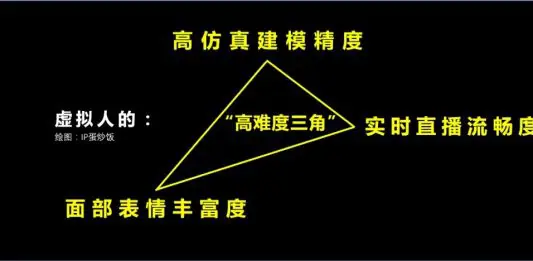 高仿真建模精度
虚拟人的：
绘图：IP蛋炒饭
“高难度三角”
实时直播流畅度
面部表情丰富度